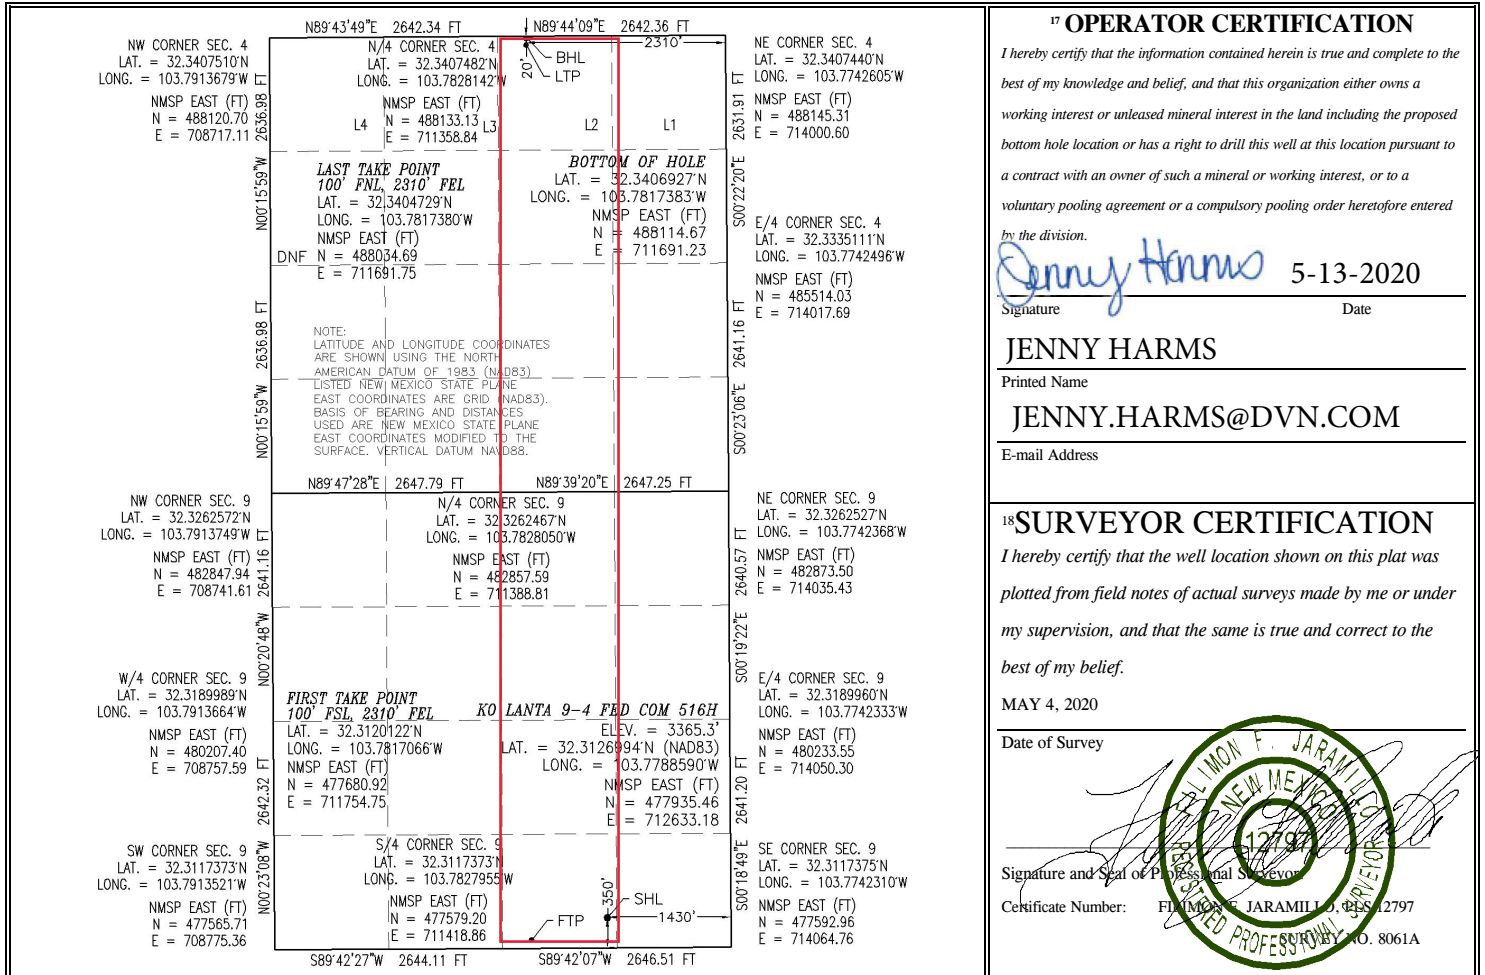 N89°43'49"E 2642.34 FT
N89°44'09"E 2642.36 FT
NW CORNER SEC. 4
LAT. = 32.3407510°N
LONG. = 103.7913679°W
NMSP EAST (FT)
N = 488120.70
E = 708717.11
N/4 CORNER SEC. 4
LAT. = 32.3407482°N
LONG. = 103.7828142°W
NMSP EAST (FT)
N = 488133.13
E = 711358.84
20'
BHL
LTP
2310'
NE CORNER SEC. 4
LAT. = 32.3407440°N
LONG. = 103.7742605°W
NMSP EAST (FT)
N = 488145.31
E = 714000.60
2636.98 FT
L4
L3
L2
L1
2631.91 FT
N00°15'59"W
S00°22'20"E
LAST TAKE POINT
100' FNL, 2310' FEL
LAT. = 32.3404729°N
LONG. = 103.7817380°W
NMSP EAST (FT)
N = 488034.69
E = 711691.75
DNF
BOTTOM OF HOLE
LAT. = 32.3406927°N
LONG. = 103.7817383°W
NMSP EAST (FT)
N = 488114.67
E = 711691.23
E/4 CORNER SEC. 4
LAT. = 32.3335111°N
LONG. = 103.7742496°W
NMSP EAST (FT)
N = 485514.03
E = 714017.69
2636.98 FT
N00°15'59"W
NOTE:
LATITUDE AND LONGITUDE COORDINATES
ARE SHOWN USING THE NORTH
AMERICAN DATUM OF 1983 (NAD83)
LISTED NEW MEXICO STATE PLANE
EAST COORDINATES ARE GRID (NAD83).
BASIS OF BEARING AND DISTANCES
USED ARE NEW MEXICO STATE PLANE
EAST COORDINATES MODIFIED TO THE
SURFACE. VERTICAL DATUM NAVD88.
2641.16 FT
S00°23'06"E
N89°47'28"E 2647.79 FT
N89°39'20"E 2647.25 FT
NW CORNER SEC. 9
LAT. = 32.3262572°N
LONG. = 103.7913749°W
NMSP EAST (FT)
N = 482847.94
E = 708741.61
N/4 CORNER SEC. 9
LAT. = 32.3262467°N
LONG. = 103.7828050°W
NMSP EAST (FT)
N = 482857.59
E = 711388.81
NE CORNER SEC. 9
LAT. = 32.3262527°N
LONG. = 103.7742368°W
NMSP EAST (FT)
N = 482873.50
E = 714035.43
2641.16 FT
N00°20'48"W
2640.57 FT
S00°19'22"E
W/4 CORNER SEC. 9
LAT. = 32.3189989°N
LONG. = 103.7913664°W
NMSP EAST (FT)
N = 480207.40
E = 708757.59
FIRST TAKE POINT
100' FSL, 2310' FEL
LAT. = 32.3120122°N
LONG. = 103.7817066°W
NMSP EAST (FT)
N = 477680.92
E = 711754.75
KO LANTA 9-4 FED COM 516H
ELEV. = 3365.3'
LAT. = 32.3126994°N (NAD83)
LONG. = 103.7788590°W
NMSP EAST (FT)
N = 477935.46
E = 712633.18
E/4 CORNER SEC. 9
LAT. = 32.3189960°N
LONG. = 103.7742333°W
NMSP EAST (FT)
N = 480233.55
E = 714050.30
2642.32 FT
N00°23'08"W
2641.20 FT
S00°18'49"E
SW CORNER SEC. 9
LAT. = 32.3117373°N
LONG. = 103.7913521°W
NMSP EAST (FT)
N = 477565.71
E = 708775.36
S/4 CORNER SEC. 9
LAT. = 32.3117373°N
LONG. = 103.7827955°W
NMSP EAST (FT)
N = 477579.20
E = 711418.86
FTP
350'
SHL
1430'
SE CORNER SEC. 9
LAT. = 32.3117375°N
LONG. = 103.7742310°W
NMSP EAST (FT)
N = 477592.96
E = 714064.76
S89°42'27"W 2644.11 FT
S89°42'07"W 2646.51 FT
17 OPERATOR CERTIFICATION
I hereby certify that the information contained herein is true and complete to the
best of my knowledge and belief, and that this organization either owns a
working interest or unleased mineral interest in the land including the proposed
bottom hole location or has a right to drill this well at this location pursuant to
a contract with an owner of such a mineral or working interest, or to a
voluntary pooling agreement or a compulsory pooling order heretofore entered
by the division.
Jenny Harms 5-13-2020
Signature Date
JENNY HARMS
Printed Name
JENNY.HARMS@DVN.COM
E-mail Address
18 SURVEYOR CERTIFICATION
I hereby certify that the well location shown on this plat was
plotted from field notes of actual surveys made by me or under
my supervision, and that the same is true and correct to the
best of my belief.
MAY 4, 2020
Date of Survey
FILIMON F. JARAMILLO
NEW MEXICO
12797
REGISTERED PROFESSIONAL SURVEYOR
Signature and Seal of Professional Surveyor
Certificate Number: FILIMON F. JARAMILLO, PLS 12797
SURVEY NO. 8061A